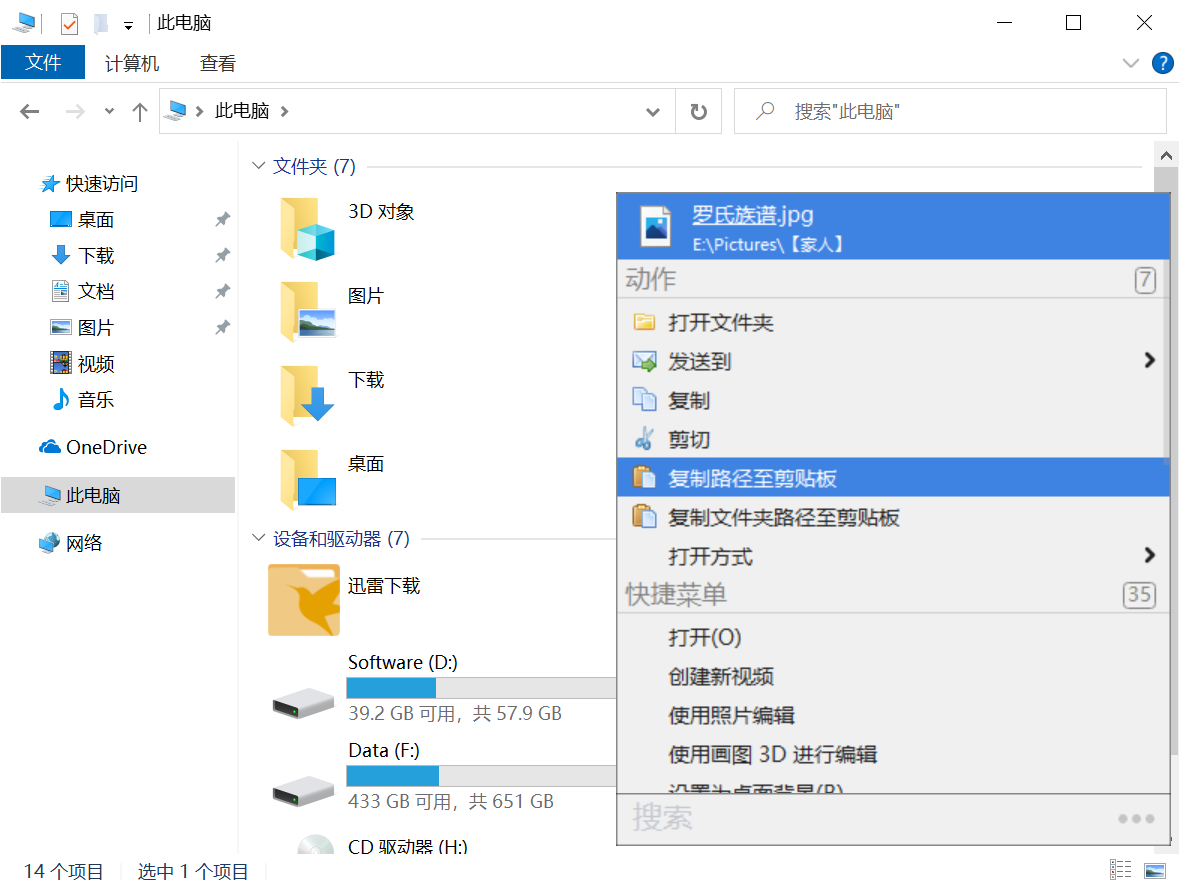 此电脑
文件 计算机 查看
此电脑
搜索"此电脑"
快速访问
桌面
下载
文档
图片
视频
音乐
OneDrive
此电脑
网络
文件夹 (7)
3D 对象
图片
下载
桌面
设备和驱动器 (7)
迅雷下载
Software (D:)
39.2 GB 可用，共 57.9 GB
Data (F:)
433 GB 可用，共 651 GB
CD 驱动器 (H:)
罗氏族谱.jpg
E:\Pictures\【家人】
动作 7
打开文件夹
发送到
复制
剪切
复制路径至剪贴板
复制文件夹路径至剪贴板
打开方式
快捷菜单 35
打开(O)
创建新视频
使用照片编辑
使用画图 3D 进行编辑
设置为桌面背景(B)
搜索
14 个项目 选中 1 个项目